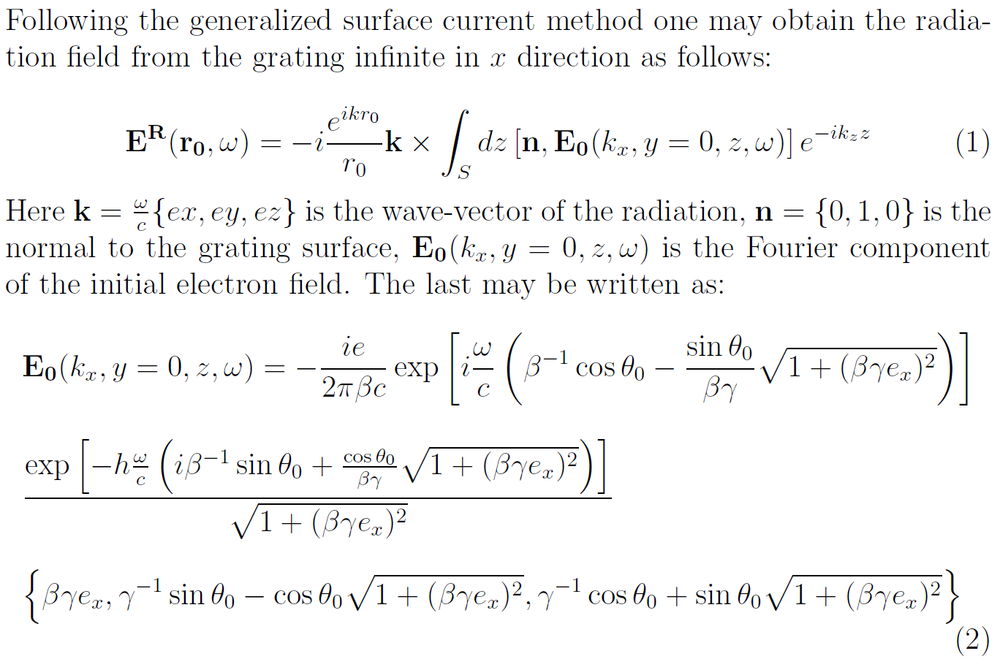 Following the generalized surface current method one may obtain the radia-
tion field from the grating infinite in x direction as follows:
$$\mathbf{E^R}(\mathbf{r_0}, \omega) = -i\frac{e^{ikr_0}}{r_0}\mathbf{k} \times \int_S dz \left[\mathbf{n}, \mathbf{E_0}(k_x, y = 0, z, \omega)\right] e^{-ik_z z} \quad (1)$$
Here $\mathbf{k} = \frac{\omega}{c}\{ex, ey, ez\}$ is the wave-vector of the radiation, $\mathbf{n} = \{0, 1, 0\}$ is the
normal to the grating surface, $\mathbf{E_0}(k_x, y = 0, z, \omega)$ is the Fourier component
of the initial electron field. The last may be written as:
$$\mathbf{E_0}(k_x, y = 0, z, \omega) = -\frac{ie}{2\pi\beta c} \exp\left[i\frac{\omega}{c}\left(\beta^{-1}\cos\theta_0 - \frac{\sin\theta_0}{\beta\gamma}\sqrt{1 + (\beta\gamma e_x)^2}\right)\right]$$
$$\frac{\exp\left[-h\frac{\omega}{c}\left(i\beta^{-1}\sin\theta_0 + \frac{\cos\theta_0}{\beta\gamma}\sqrt{1 + (\beta\gamma e_x)^2}\right)\right]}{\sqrt{1 + (\beta\gamma e_x)^2}}$$
$$\left\{\beta\gamma e_x, \gamma^{-1}\sin\theta_0 - \cos\theta_0\sqrt{1 + (\beta\gamma e_x)^2}, \gamma^{-1}\cos\theta_0 + \sin\theta_0\sqrt{1 + (\beta\gamma e_x)^2}\right\}$$
(2)